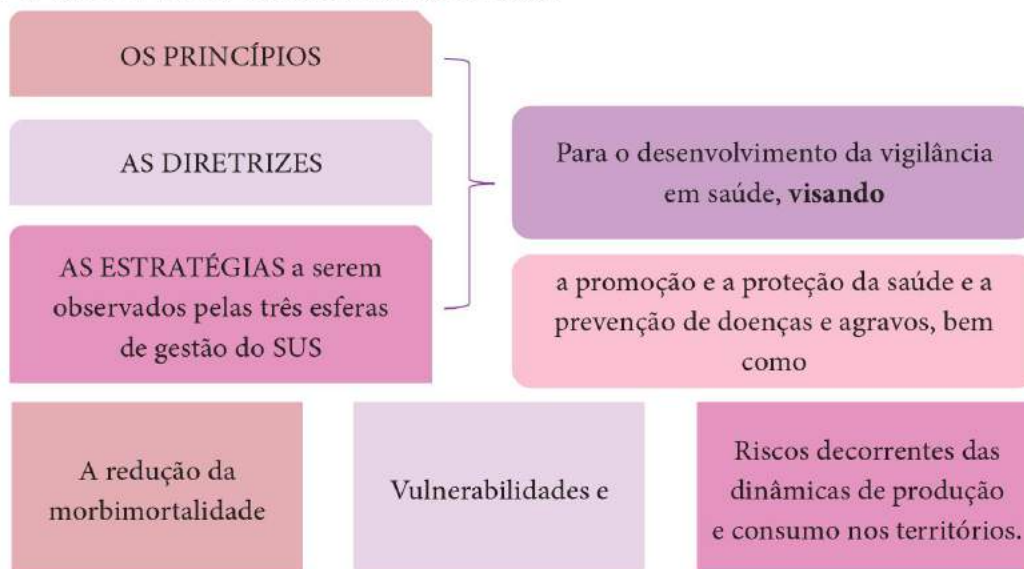 OS PRINCÍPIOS
AS DIRETRIZES
AS ESTRATÉGIAS a serem
observados pelas três esferas
de gestão do SUS
Para o desenvolvimento da vigilância
em saúde, visando
a promoção e a proteção da saúde e a
prevenção de doenças e agravos, bem
como
A redução da
morbimortalidade
Vulnerabilidades e
Riscos decorrentes das
dinâmicas de produção
e consumo nos territórios.